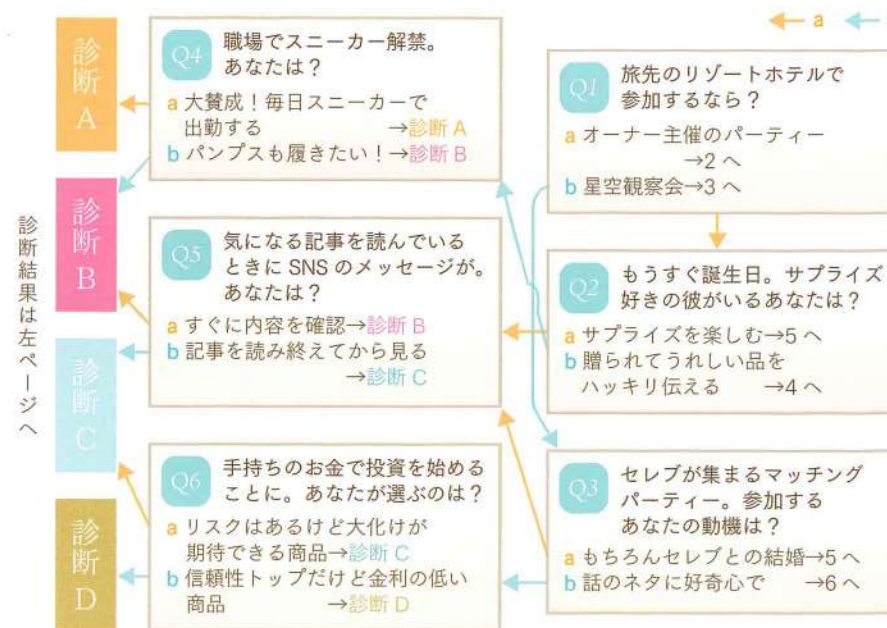 ← a ←
Q1 旅先のリゾートホテルで
参加するなら？
a オーナー主催のパーティー
→2 へ
b 星空観察会→3 へ
Q2 もうすぐ誕生日。サプライズ
好きの彼がいるあなたは？
a サプライズを楽しむ→5 へ
b 贈られてうれしい品を
ハッキリ伝える →4 へ
Q3 セレブが集まるマッチング
パーティー。参加する
あなたの動機は？
a もちろんセレブとの結婚→5 へ
b 話のネタに好奇心で →6 へ
Q4 職場でスニーカー解禁。
あなたは？
a 大賛成！毎日スニーカーで
出勤する →診断 A
b パンプスも履きたい！→診断 B
Q5 気になる記事を読んでいる
ときに SNS のメッセージが。
あなたは？
a すぐに内容を確認→診断 B
b 記事を読み終えてから見る
→診断 C
Q6 手持ちのお金で投資を始める
ことに。あなたが選ぶのは？
a リスクはあるけど大化けが
期待できる商品→診断 C
b 信頼性トップだけど金利の低い
商品 →診断 D
診断 A
診断 B
診断 C
診断 D
診断結果は左ページへ